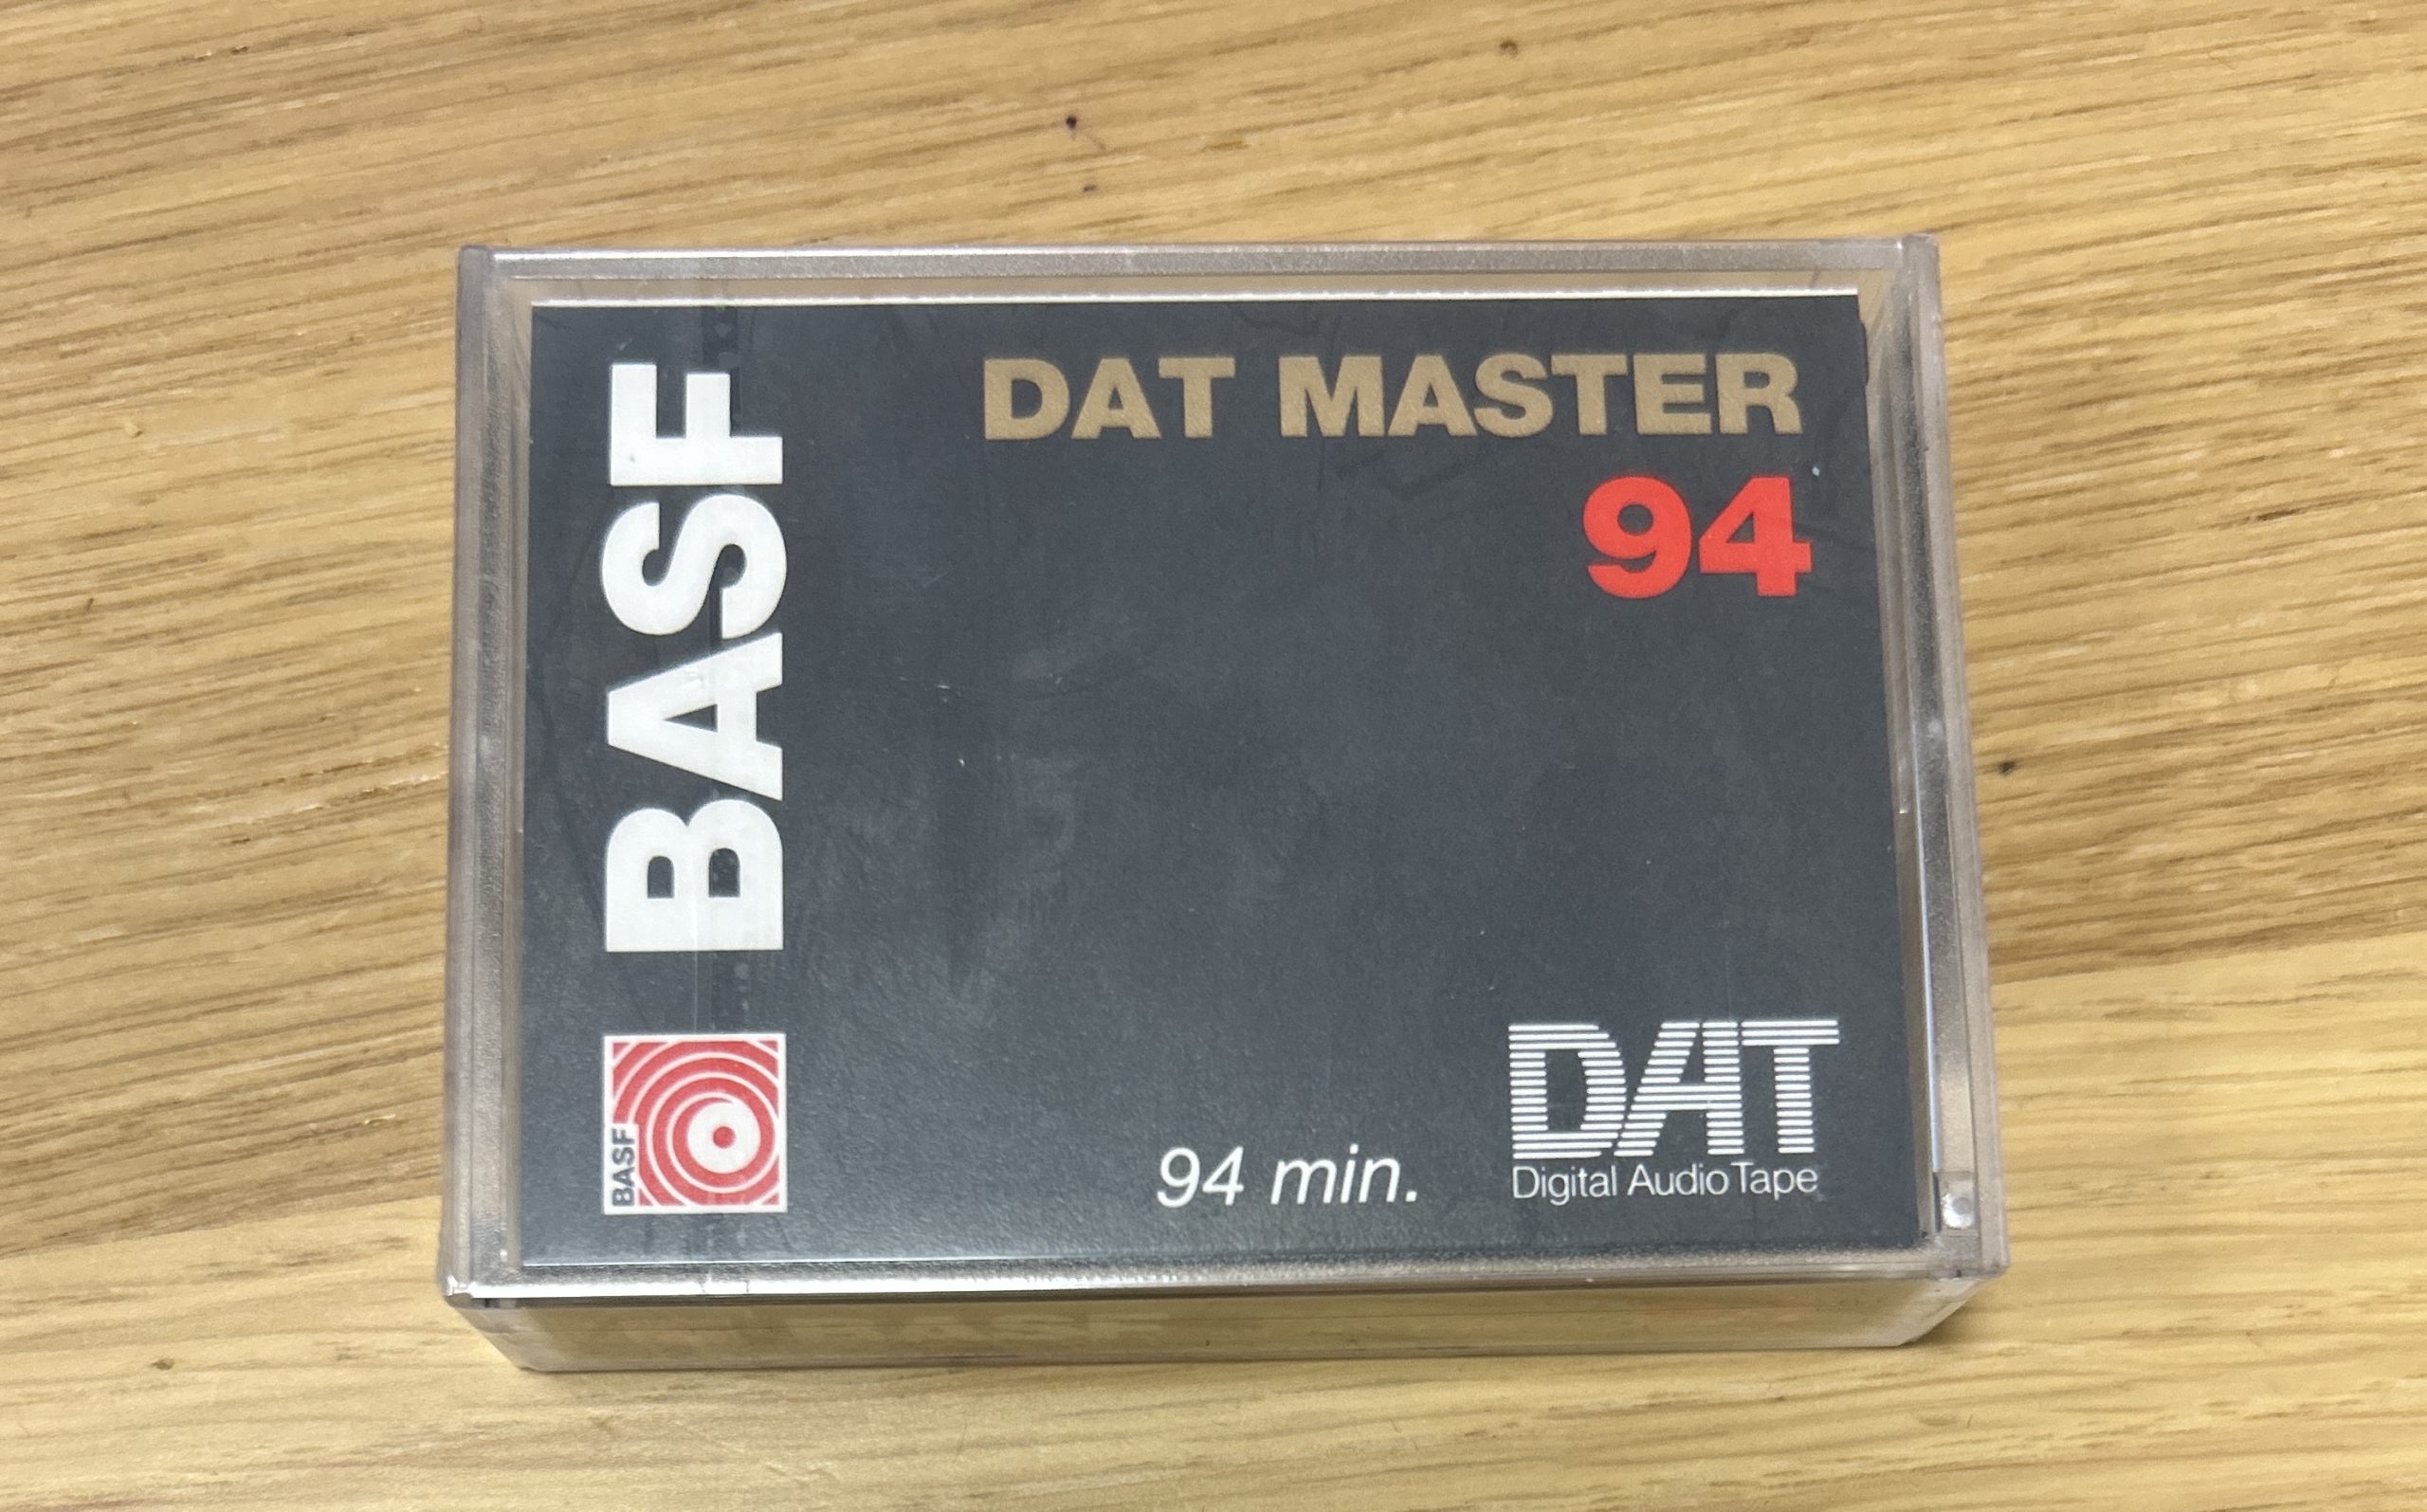 BASF
DAT MASTER
94
BASF
94 min.
DAT
Digital Audio Tape